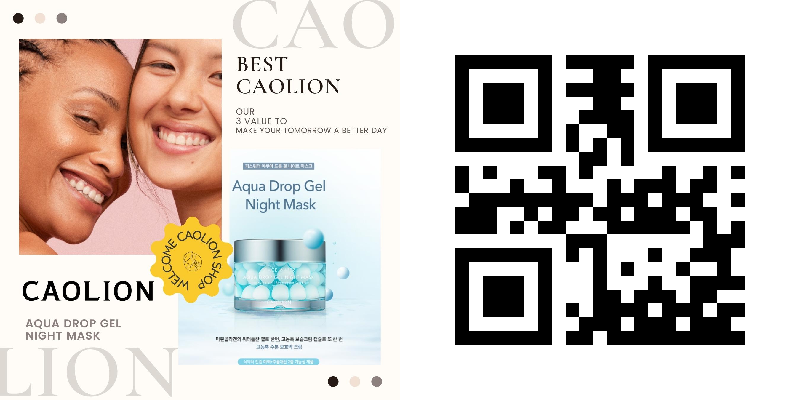 CAO
BEST
CAOLION
OUR
3 VALUE TO
MAKE YOUR TOMORROW A BETTER DAY
Aqua Drop Gel
Night Mask
WELCOME CAOLION SHOP
CAOLION
AQUA DROP GEL
NIGHT MASK
LION